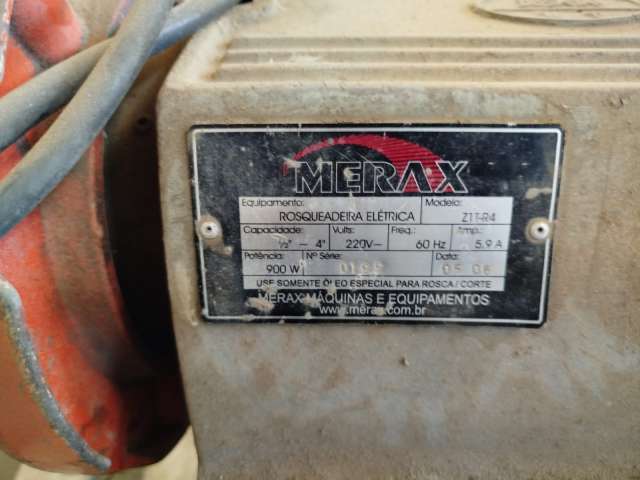 MERAX
Equipamento: Modelo:
ROSQUEADEIRA ELÉTRICA Z1T-R4
Capacidade: Volts: Freq.: Amp.:
½" - 4" 220V~ 60 Hz 5.9 A
Potência: Nº Série: Data:
900 W 05 06
USE SOMENTE ÓLEO ESPECIAL PARA ROSCA/CORTE
MERAX MÁQUINAS E EQUIPAMENTOS
www.merax.com.br